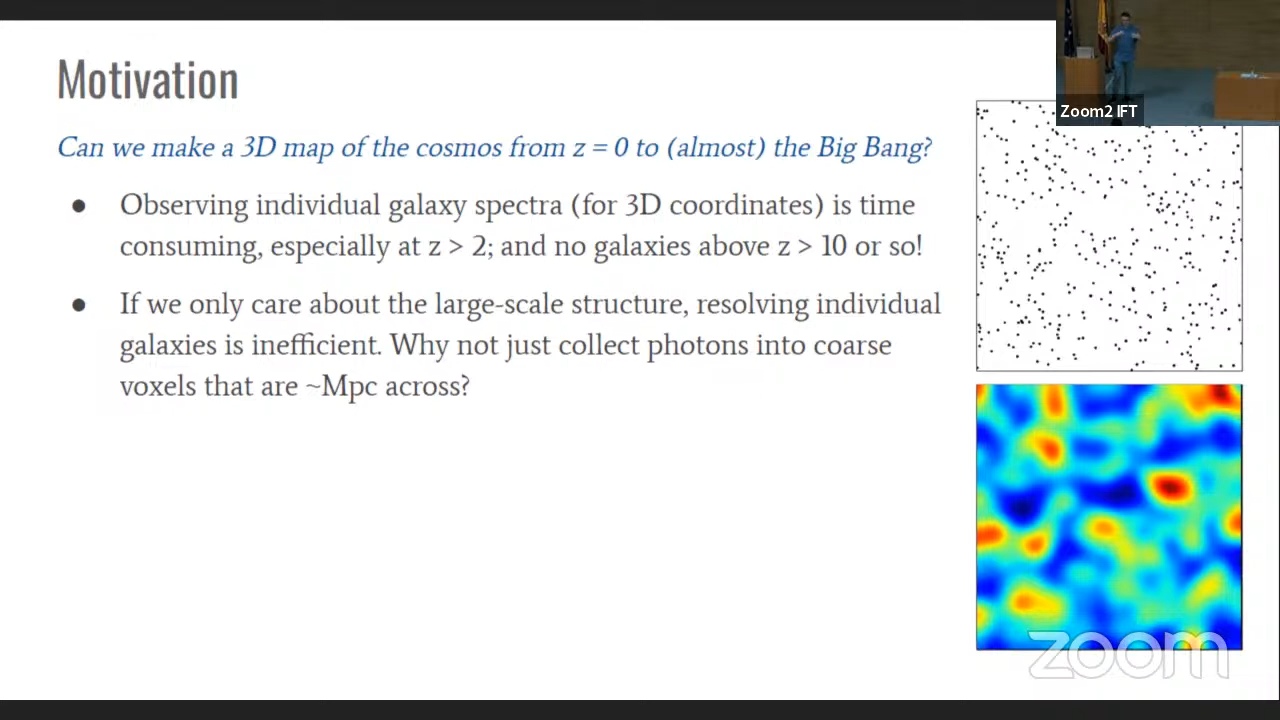 Motivation
Zoom2 IFT
Can we make a 3D map of the cosmos from z = 0 to (almost) the Big Bang?
● Observing individual galaxy spectra (for 3D coordinates) is time
consuming, especially at z > 2; and no galaxies above z > 10 or so!
● If we only care about the large-scale structure, resolving individual
galaxies is inefficient. Why not just collect photons into coarse
voxels that are ~Mpc across?
zoom